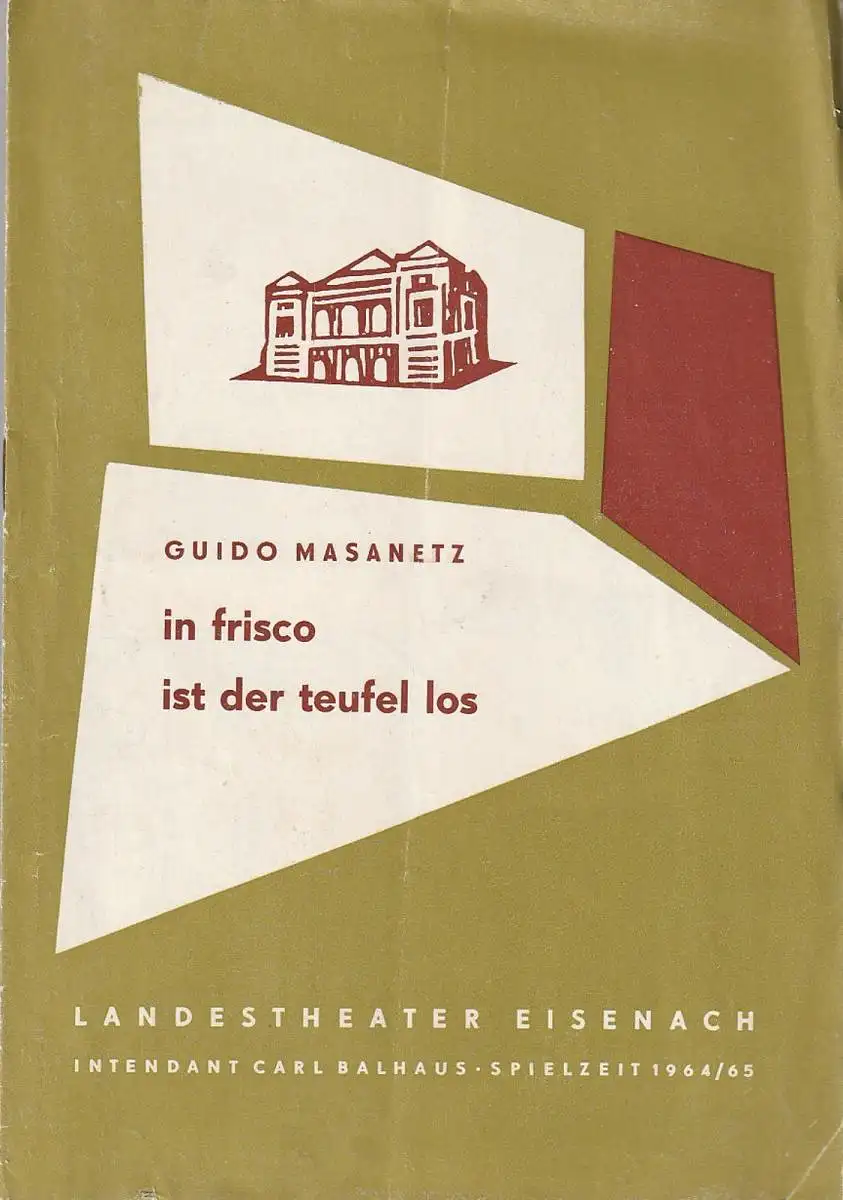 GUIDO MASANETZ
in frisco
ist der teufel los
LANDESTHEATER EISENACH
INTENDANT CARL BALHAUS · SPIELZEIT 1964/65